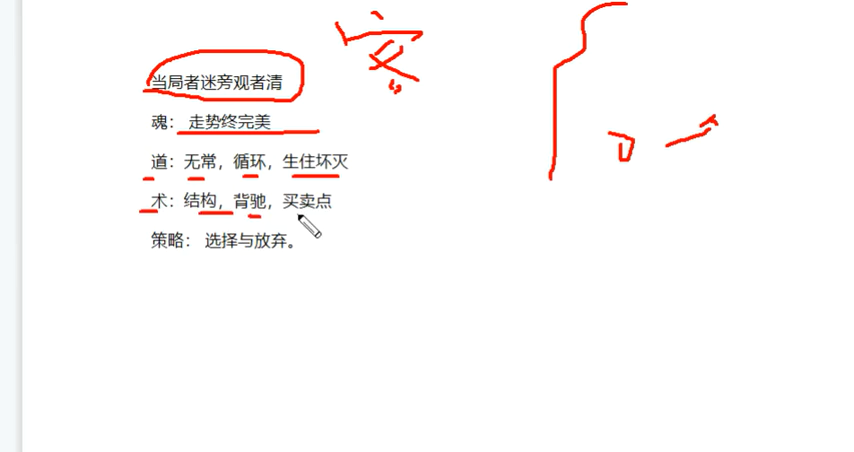 当局者迷旁观者清
魂： 走势终完美
道：无常，循环，生住坏灭
术：结构，背驰，买卖点
策略： 选择与放弃。